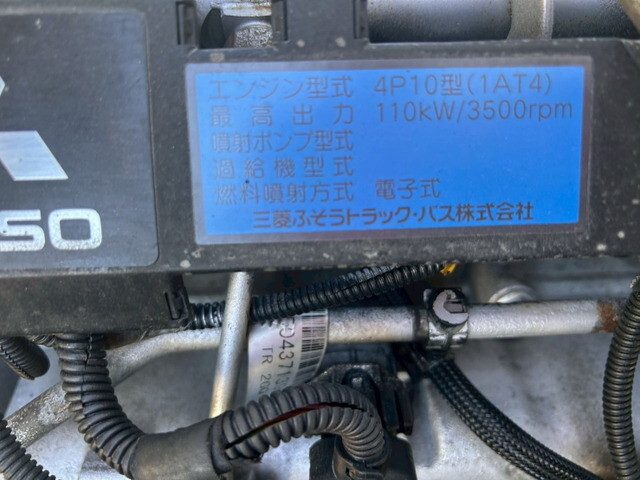 エンジン型式 4P10型(1AT4)
最高出力 110kW/3500rpm
噴射ポンプ型式
過給機型式
燃料噴射方式 電子式
三菱ふそうトラック・バス株式会社
50